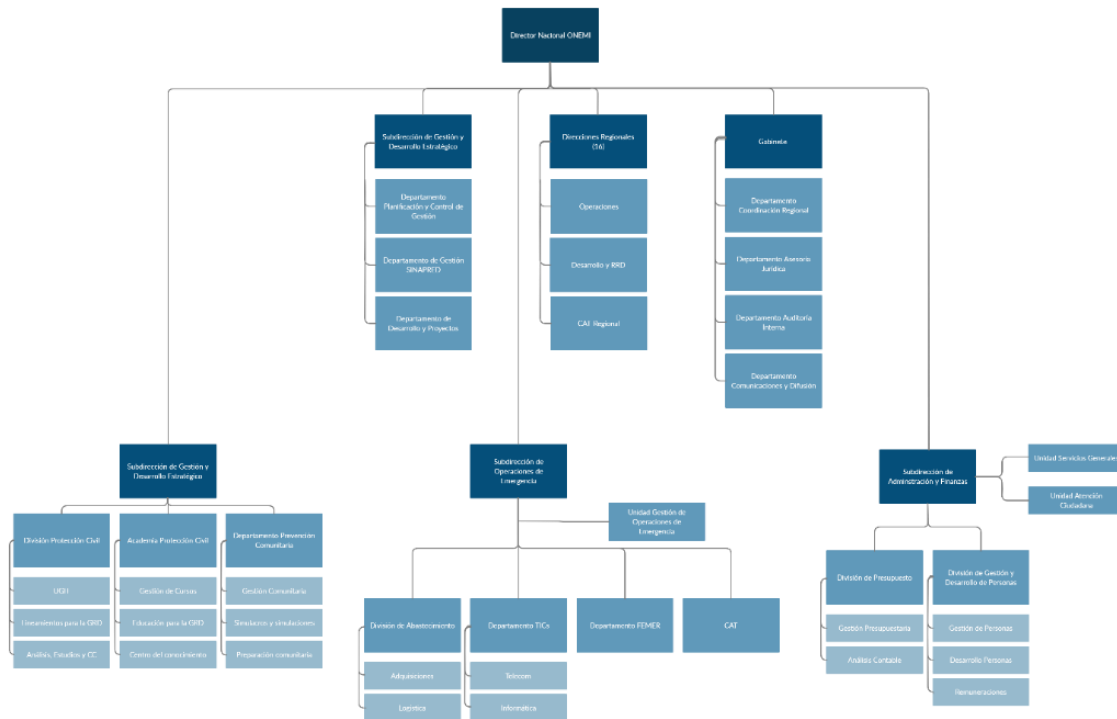 Director Nacional ONEMI
Subdirección de Gestión y
Desarrollo Estratégico
Departamento
Planificación y Control de
Gestión
Departamento de Gestión
SINAPRED
Departamento de
Desarrollo y Proyectos
Direcciones Regionales
(16)
Operaciones
Desarrollo y RRD
CAT Regional
Gabinete
Departamento
Coordinación Regional
Departamento Asesoría
Jurídica
Departamento Auditoría
Interna
Departamento
Comunicaciones y Difusión
Subdirección de Gestión y
Desarrollo Estratégico
División Protección Civil
Lineamientos para la GRD
Análisis, Estudios y CC
Academia Protección Civil
Gestión de Cursos
Educación para la GRD
Centro del conocimiento
Departamento Prevención
Comunitaria
Gestión Comunitaria
Simulacros y simulaciones
Preparación comunitaria
Subdirección de
Operaciones de
Emergencia
Unidad Gestión de
Operaciones de
Emergencia
División de Abastecimiento
Adquisiciones
Logística
Departamento TICs
Telecom
Informática
Departamento FEMER
CAT
Subdirección de
Adminstración y Finanzas
Unidad Servicios Generales
Unidad Atención
Ciudadana
División de Presupuesto
Gestión Presupuestaria
Análisis Contable
División de Gestión y
Desarrollo de Personas
Gestión de Personas
Desarrollo Personas
Remuneraciones